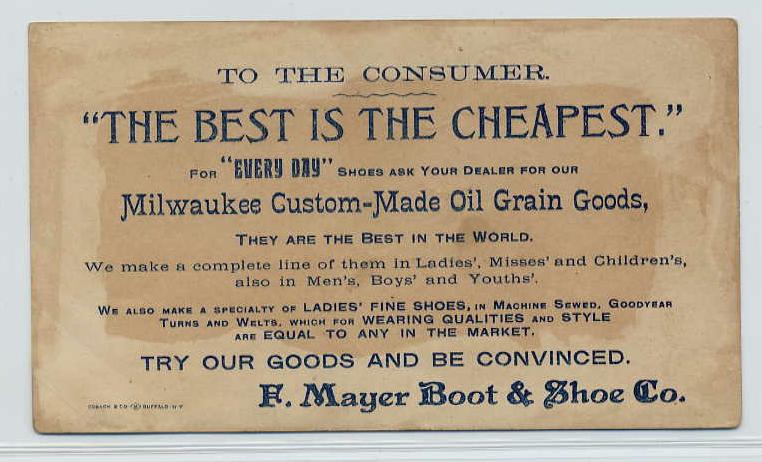 TO THE CONSUMER.
"THE BEST IS THE CHEAPEST."
FOR "EVERY DAY" SHOES ASK YOUR DEALER FOR OUR
Milwaukee Custom-Made Oil Grain Goods,
THEY ARE THE BEST IN THE WORLD.
We make a complete line of them in Ladies', Misses' and Children's,
also in Men's, Boys' and Youths'.
WE ALSO MAKE A SPECIALTY OF LADIES' FINE SHOES, IN MACHINE SEWED, GOODYEAR
TURNS AND WELTS, WHICH FOR WEARING QUALITIES AND STYLE
ARE EQUAL TO ANY IN THE MARKET.
TRY OUR GOODS AND BE CONVINCED.
F. Mayer Boot & Shoe Co.
& CO. BUFFALO, N.Y.